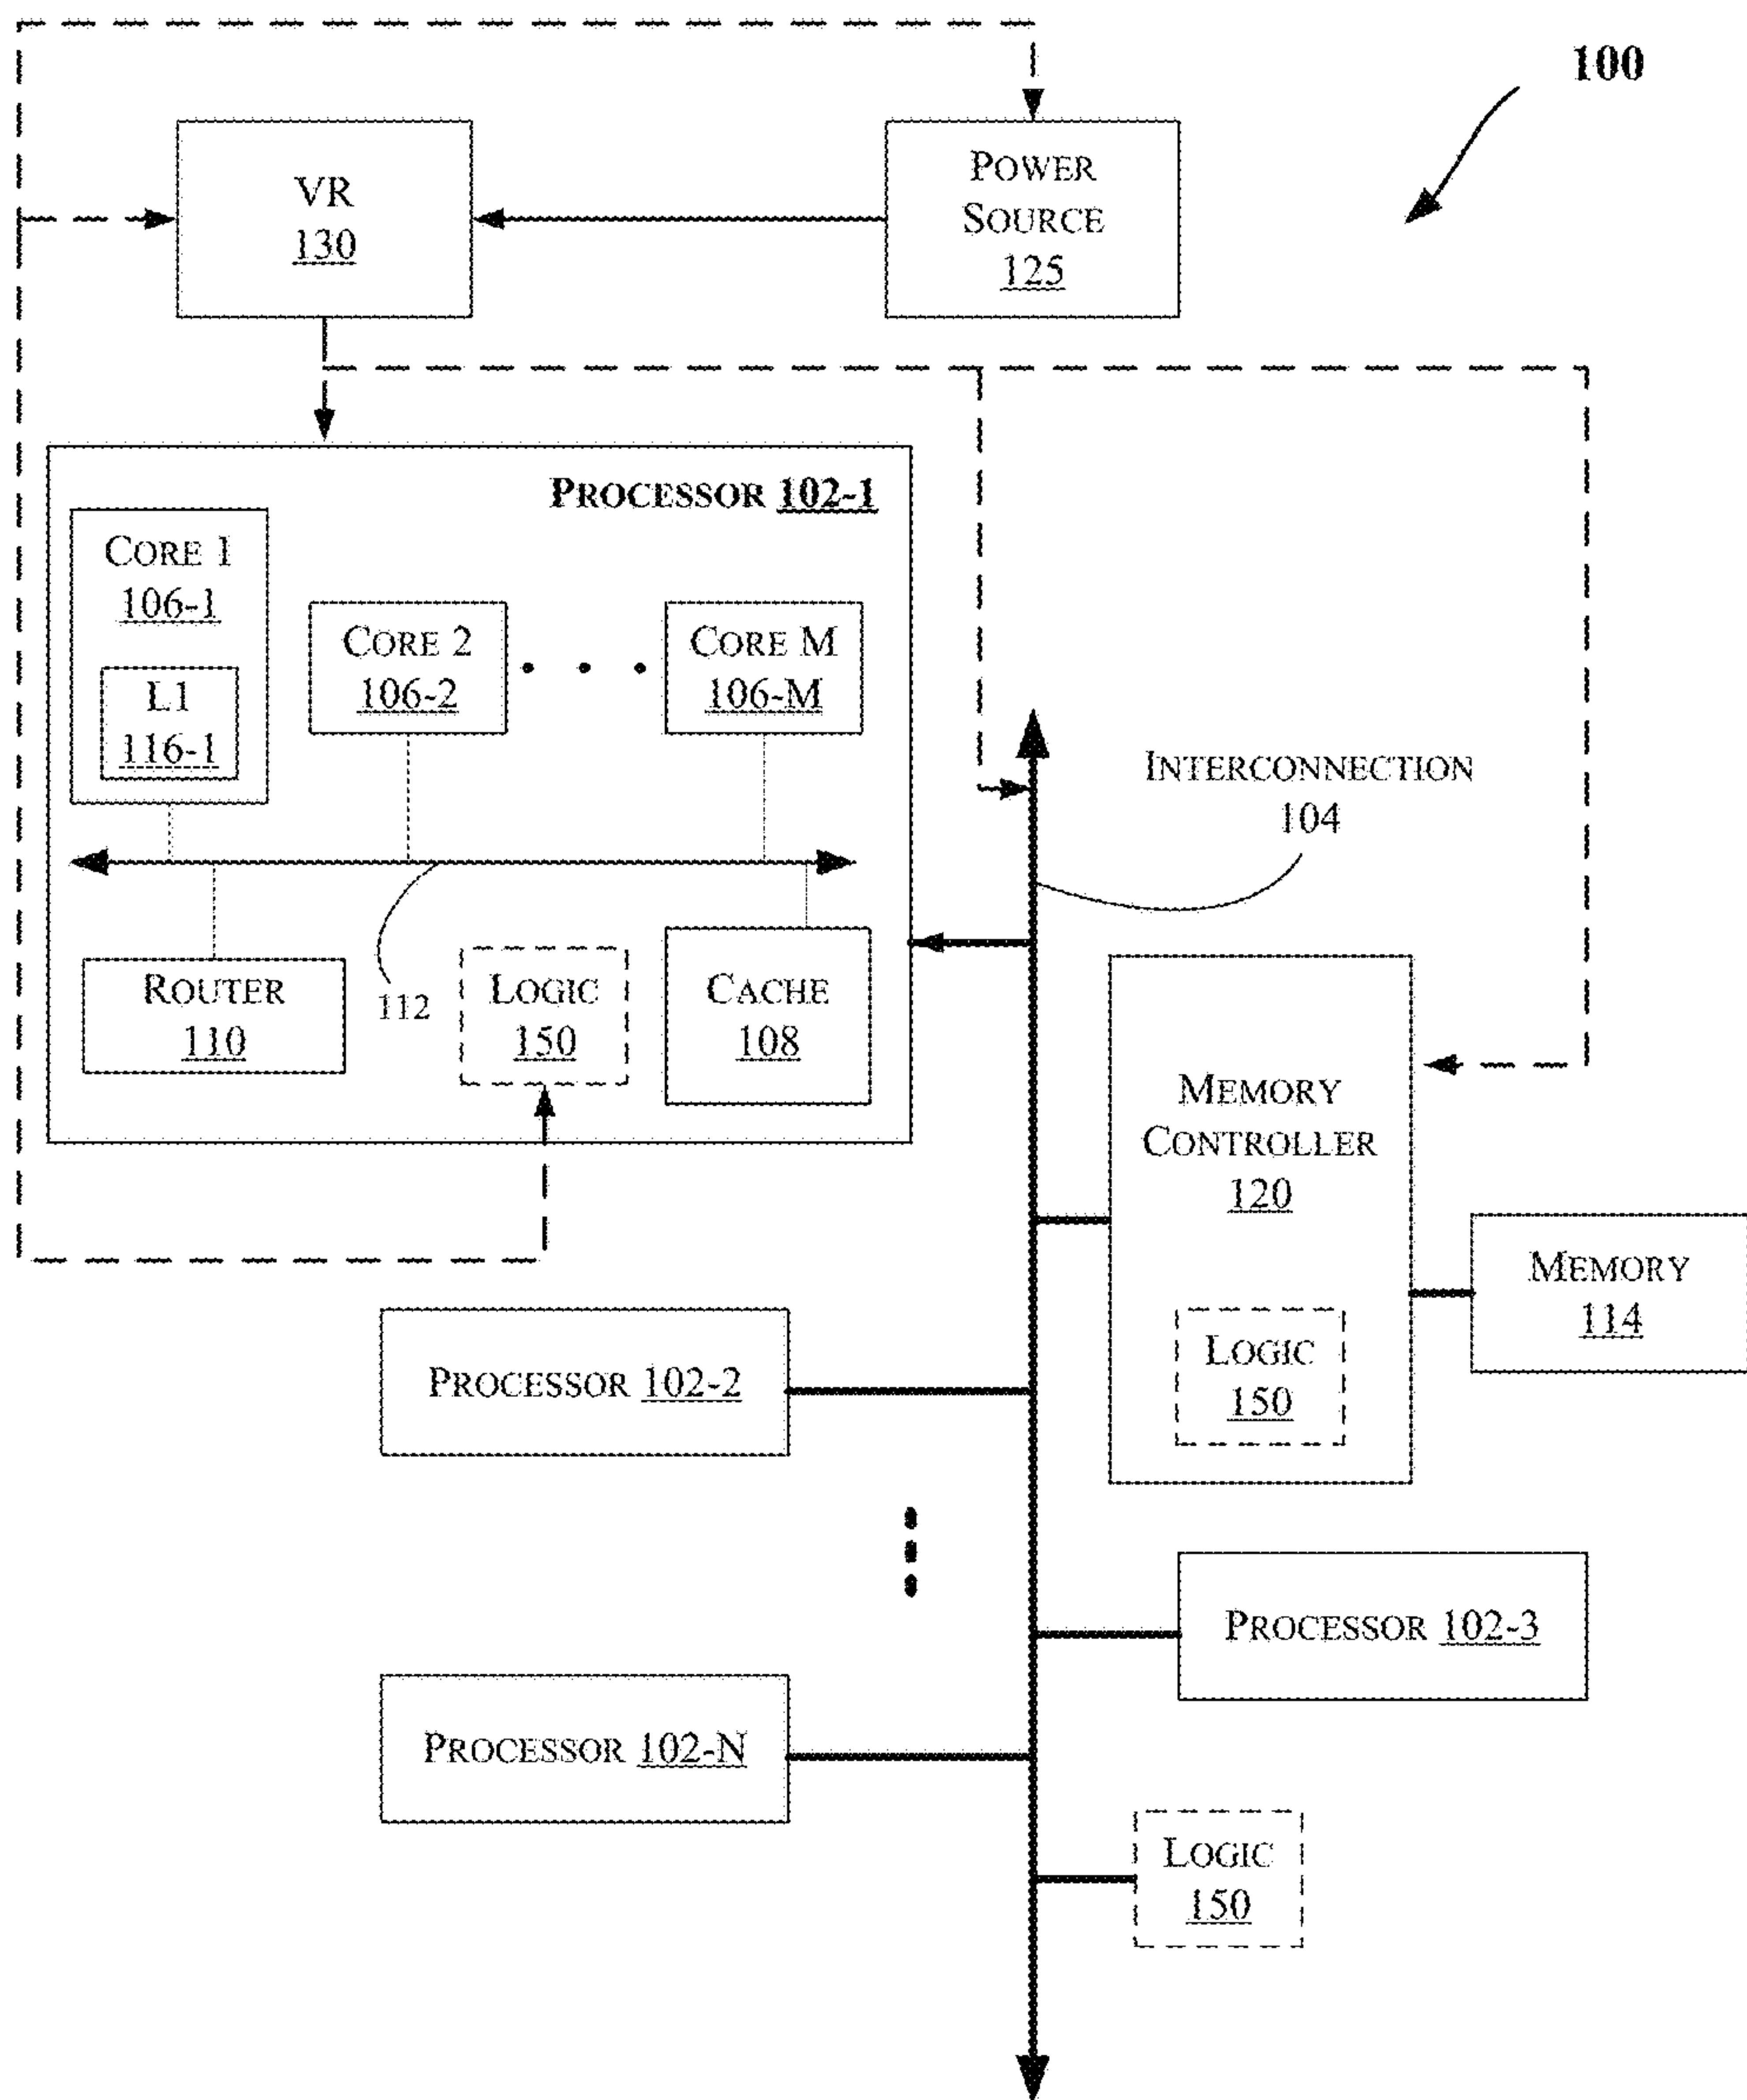 100
VR
130
POWER
SOURCE
125
PROCESSOR 102-1
CORE 1
106-1
L1
116-1
CORE 2
106-2
CORE M
106-M
INTERCONNECTION
104
ROUTER
110
112
LOGIC
150
CACHE
108
MEMORY
CONTROLLER
120
LOGIC
150
MEMORY
114
PROCESSOR 102-2
PROCESSOR 102-3
PROCESSOR 102-N
LOGIC
150